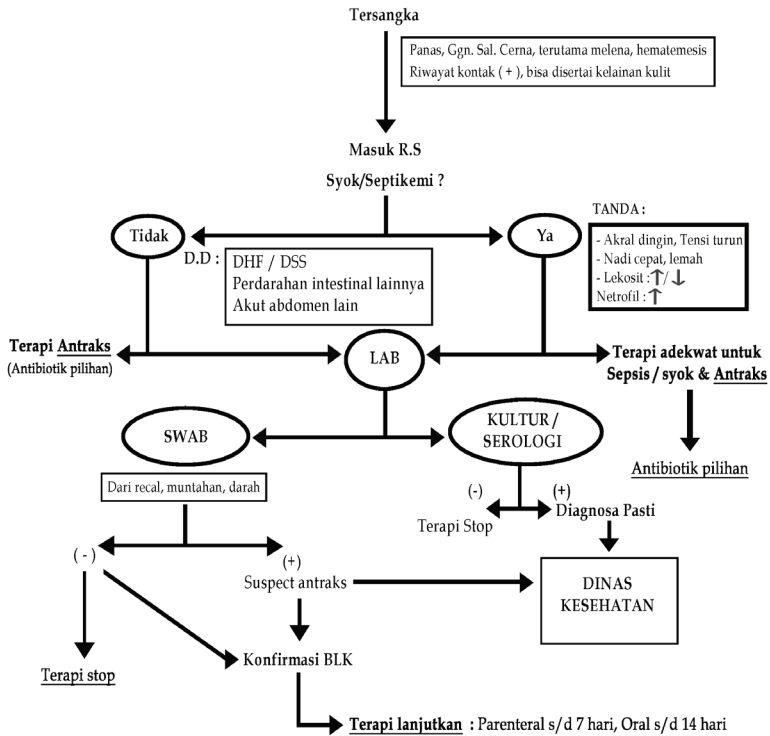 Tersangka
Panas, Ggn. Sal. Cerna, terutama melena, hematemesis
Riwayat kontak ( + ), bisa disertai kelainan kulit
Masuk R.S
Syok/Septikemi ?
Tidak
Ya
TANDA :
- Akral dingin, Tensi turun
- Nadi cepat, lemah
- Lekosit : ↑/ ↓
Netrofil : ↑
D.D :
DHF / DSS
Perdarahan intestinal lainnya
Akut abdomen lain
Terapi Antraks
(Antibiotik pilihan)
LAB
Terapi adekwat untuk
Sepsis / syok & Antraks
Antibiotik pilihan
SWAB
KULTUR /
SEROLOGI
Dari recal, muntahan, darah
(-)
(+)
Terapi Stop
Diagnosa Pasti
( - )
(+)
Suspect antraks
DINAS
KESEHATAN
Terapi stop
Konfirmasi BLK
Terapi lanjutkan : Parenteral s/d 7 hari, Oral s/d 14 hari